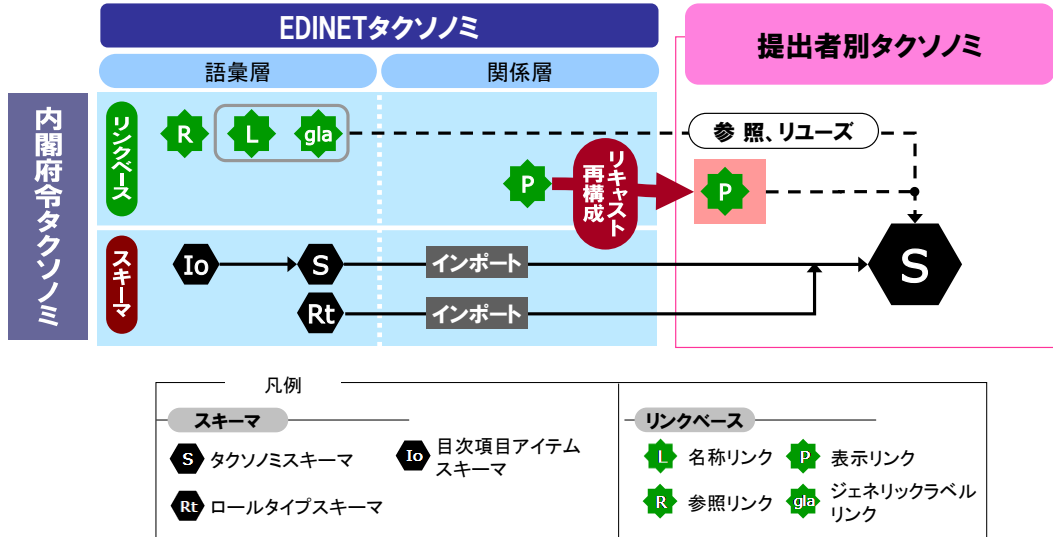 EDINETタクソノミ
提出者別タクソノミ
語彙層
関係層
内閣府令タクソノミ
リンクベース
R
L
gla
参 照、リユーズ
P
リキャスト
再構成
P
スキーマ
Io
S
インポート
S
Rt
インポート
凡例
スキーマ
リンクベース
S タクソノミスキーマ
Io 目次項目アイテム
スキーマ
Rt ロールタイプスキーマ
L 名称リンク
P 表示リンク
R 参照リンク
gla ジェネリックラベル
リンク